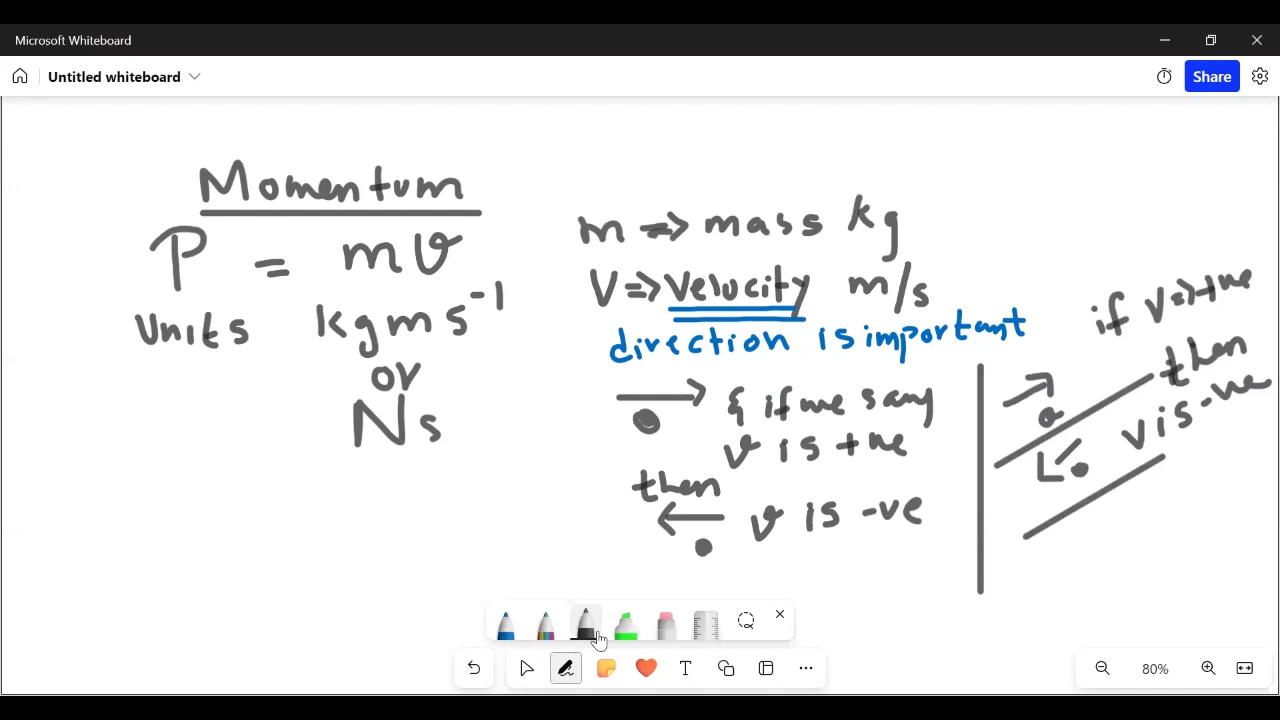 Microsoft Whiteboard
Untitled whiteboard
Share
Momentum
P = mv
Units kgms-1
or
Ns
m => mass kg
V => Velocity m/s
direction is important
& if we say
v is +ve
then
v is -ve
if V => +ve
then
v is -ve
T
80%